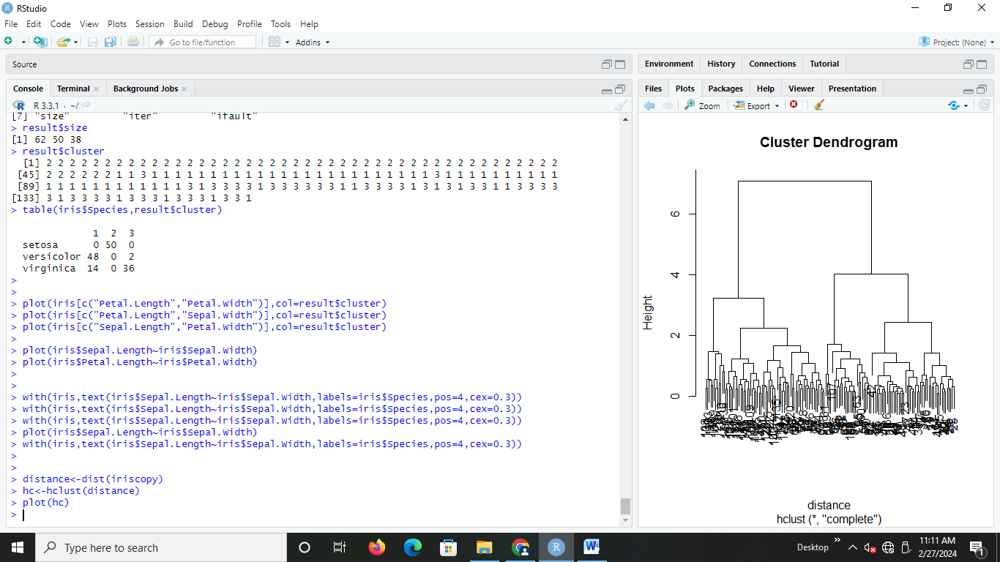 RStudio
File Edit Code View Plots Session Build Debug Profile Tools Help
Go to file/function Addins Project: (None)
Source
Console Terminal Background Jobs
R 3.3.1 · ~/
[7] "size" "iter" "ifault"
> result$size
[1] 62 50 38
> result$cluster
[1] 2 2 2 2 2 2 2 2 2 2 2 2 2 2 2 2 2 2 2 2 2 2 2 2 2 2 2 2 2 2 2 2 2 2 2 2 2 2 2 2 2 2 2 2
[45] 2 2 2 2 2 2 1 1 3 1 1 1 1 1 1 1 1 1 1 1 1 1 1 1 1 1 1 1 1 1 1 1 1 3 1 1 1 1 1 1 1 1 1 1
[89] 1 1 1 1 1 1 1 1 1 1 1 1 3 1 3 3 3 3 1 3 3 3 3 3 3 1 1 3 3 3 3 1 3 1 3 1 3 3 1 1 3 3 3 3
[133] 3 1 3 3 3 3 1 3 3 3 1 3 3 3 1 3 3 1
> table(iris$Species,result$cluster)
1 2 3
setosa 0 50 0
versicolor 48 0 2
virginica 14 0 36
>
>
> plot(iris[c("Petal.Length","Petal.Width")],col=result$cluster)
> plot(iris[c("Petal.Length","Sepal.Width")],col=result$cluster)
> plot(iris[c("Sepal.Length","Petal.Width")],col=result$cluster)
>
> plot(iris$Sepal.Length~iris$Sepal.Width)
> plot(iris$Petal.Length~iris$Petal.Width)
>
>
> with(iris,text(iris$Sepal.Length~iris$Sepal.Width,labels=iris$Species,pos=4,cex=0.3))
> with(iris,text(iris$Sepal.Length~iris$Sepal.Width,labels=iris$Species,pos=4,cex=0.3))
> with(iris,text(iris$Sepal.Length~iris$Sepal.Width,labels=iris$Species,pos=4,cex=0.3))
> plot(iris$Sepal.Length~iris$Sepal.Width)
> with(iris,text(iris$Sepal.Length~iris$Sepal.Width,labels=iris$Species,pos=4,cex=0.3))
>
>
> distance<-dist(iriscopy)
> hc<-hclust(distance)
> plot(hc)
>
Environment History Connections Tutorial
Files Plots Packages Help Viewer Presentation
Zoom Export
Cluster Dendrogram
Height
6
4
2
0
distance
hclust (*, "complete")
Type here to search
Desktop
11:11 AM
2/27/2024
1